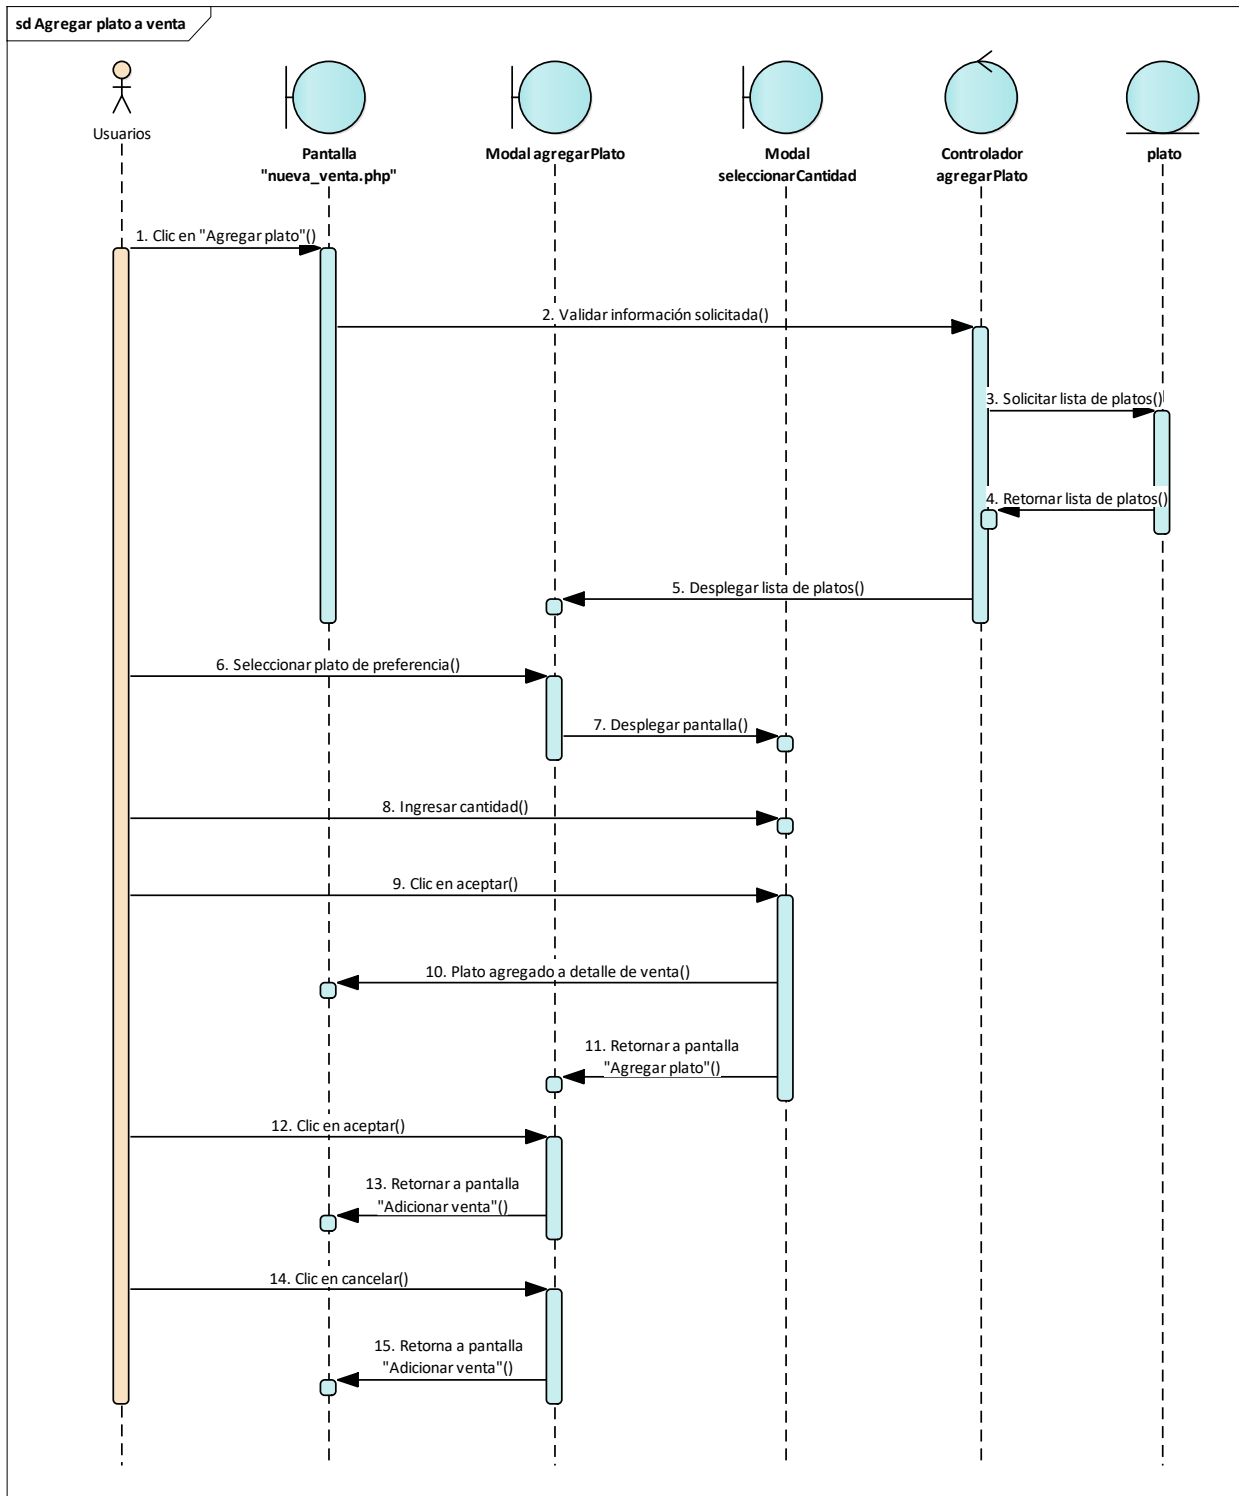 sd Agregar plato a venta
Usuarios
Pantalla
"nueva_venta.php"
Modal agregarPlato
Modal
seleccionarCantidad
Controlador
agregarPlato
plato
1. Clic en "Agregar plato"()
2. Validar información solicitada()
3. Solicitar lista de platos()
4. Retornar lista de platos()
5. Desplegar lista de platos()
6. Seleccionar plato de preferencia()
7. Desplegar pantalla()
8. Ingresar cantidad()
9. Clic en aceptar()
10. Plato agregado a detalle de venta()
11. Retornar a pantalla
"Agregar plato"()
12. Clic en aceptar()
13. Retornar a pantalla
"Adicionar venta"()
14. Clic en cancelar()
15. Retorna a pantalla
"Adicionar venta"()